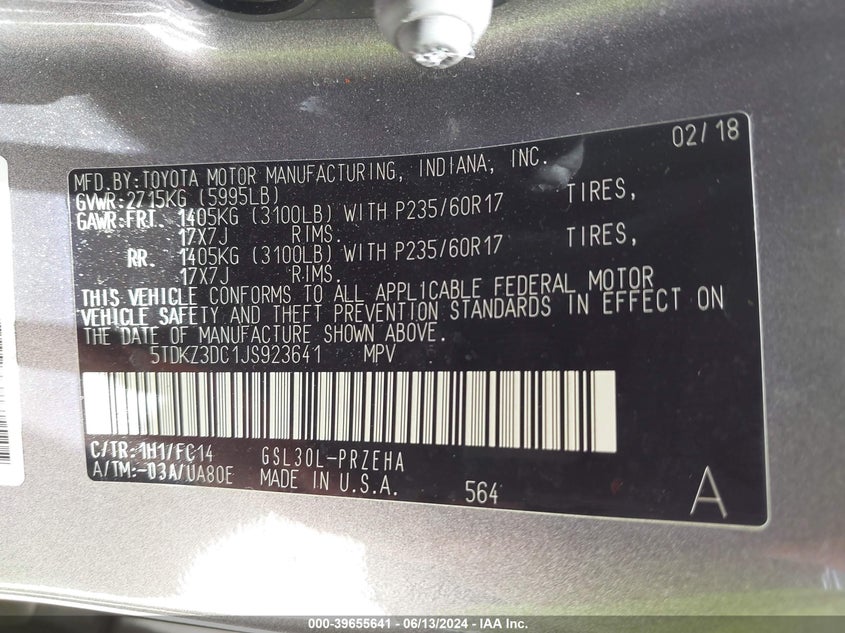 02/18
MFD.BY:TOYOTA MOTOR MANUFACTURING, INDIANA, INC.
GVWR:2715KG (5995LB)
GAWR:FRT. 1405KG (3100LB) WITH P235/60R17 TIRES,
17X7J RIMS.
RR. 1405KG (3100LB) WITH P235/60R17 TIRES,
17X7J RIMS.
THIS VEHICLE CONFORMS TO ALL APPLICABLE FEDERAL MOTOR
VEHICLE SAFETY AND THEFT PREVENTION STANDARDS IN EFFECT ON
THE DATE OF MANUFACTURE SHOWN ABOVE.
5TDKZ3DC1JS923641 MPV
C/TR:1H1/FC14 GSL30L-PRZEHA
A/TM:-03A/UA80E MADE IN U.S.A. 564 A
000-39655641 / 06/13/2024 / IAA Inc.